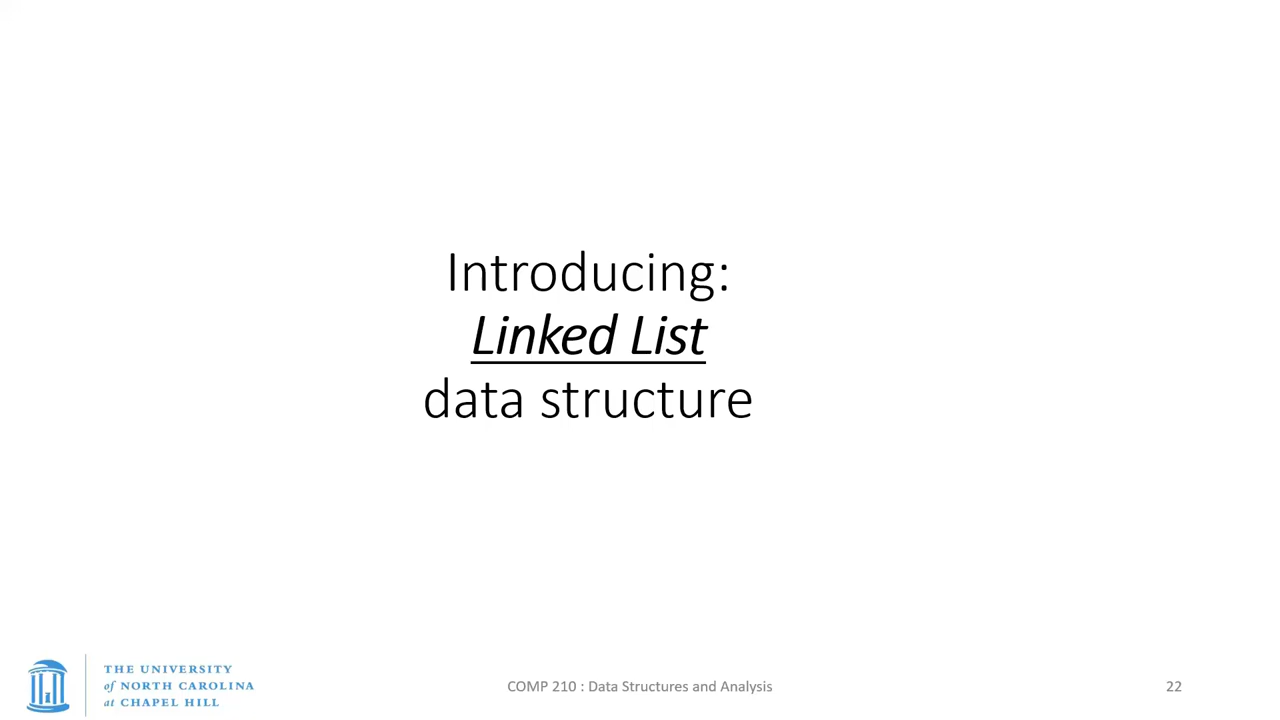 Introducing:
Linked List
data structure
THE UNIVERSITY
of NORTH CAROLINA
at CHAPEL HILL
COMP 210 : Data Structures and Analysis
22